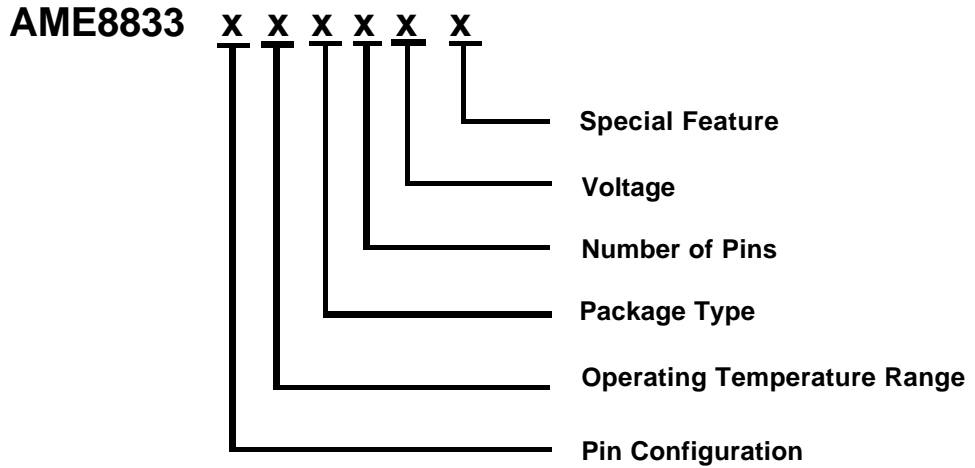 AME8833 x x x x x x
Special Feature
Voltage
Number of Pins
Package Type
Operating Temperature Range
Pin Configuration